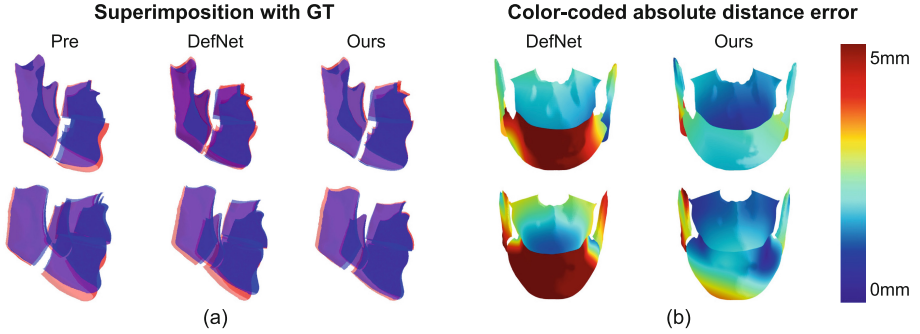 Superimposition with GT
Color-coded absolute distance error
Pre DefNet Ours
DefNet Ours
5mm
0mm
(a)
(b)